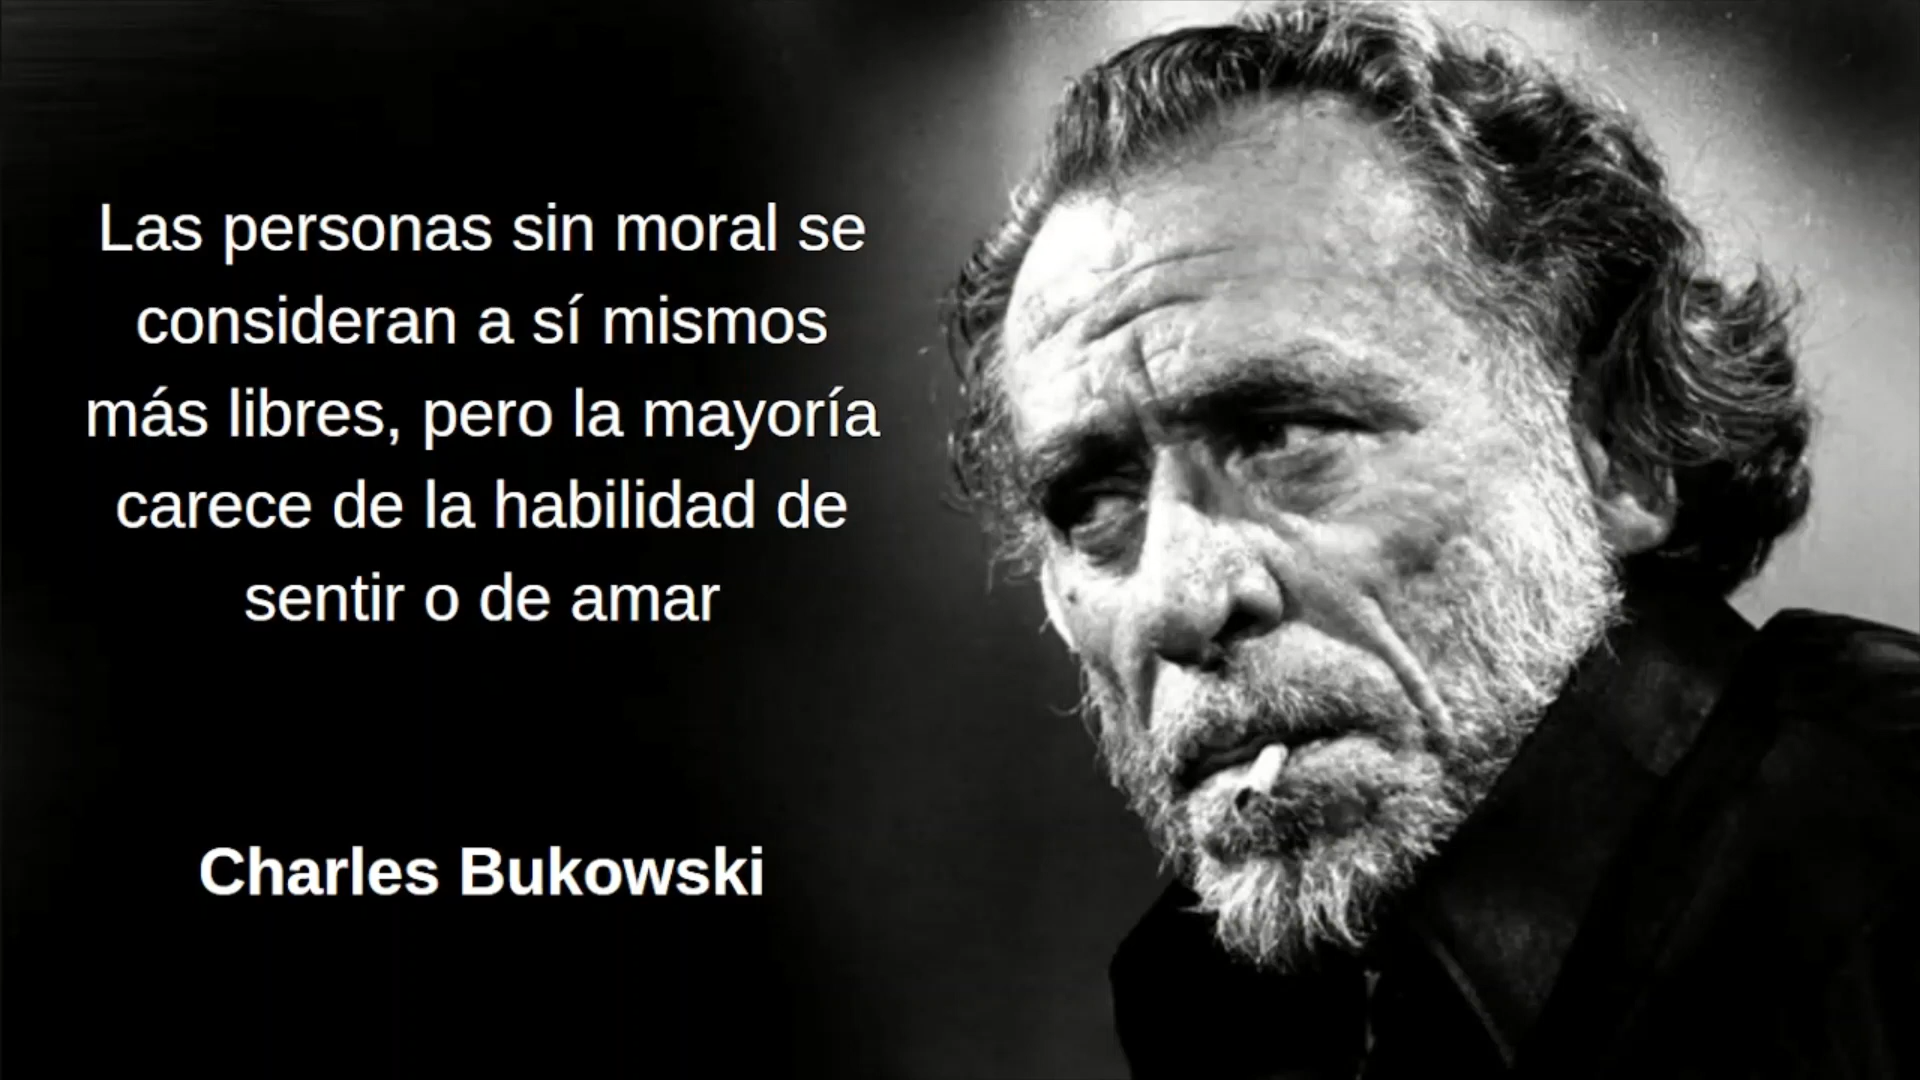 Las personas sin moral se
consideran a sí mismos
más libres, pero la mayoría
carece de la habilidad de
sentir o de amar
Charles Bukowski